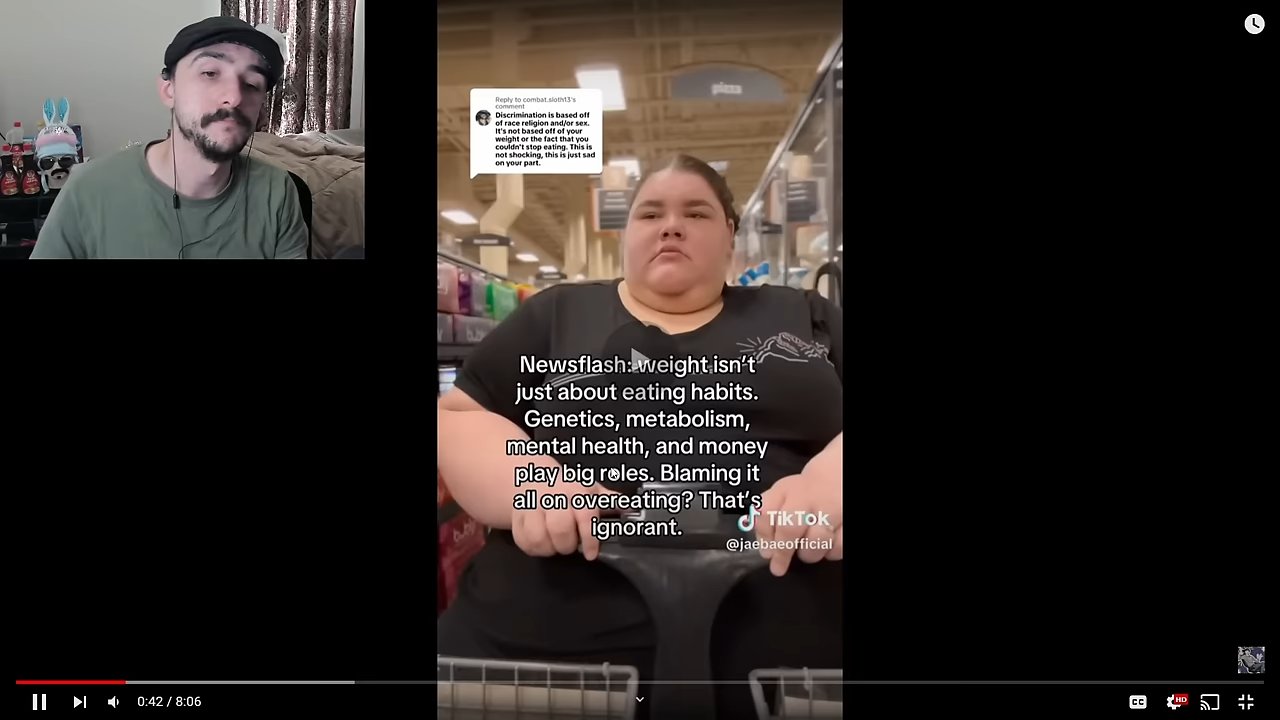 pizza
Reply to combat.sloth13's
comment
Discrimination is based off
of race religion and/or sex.
It's not based off of your
weight or the fact that you
couldn't stop eating. This is
not shocking, this is just sad
on your part.
Newsflash: weight isn't
just about eating habits.
Genetics, metabolism,
mental health, and money
play big roles. Blaming it
all on overeating? That's
ignorant.
TikTok
@jaebaeofficial
0:42 / 8:06
CC
HD